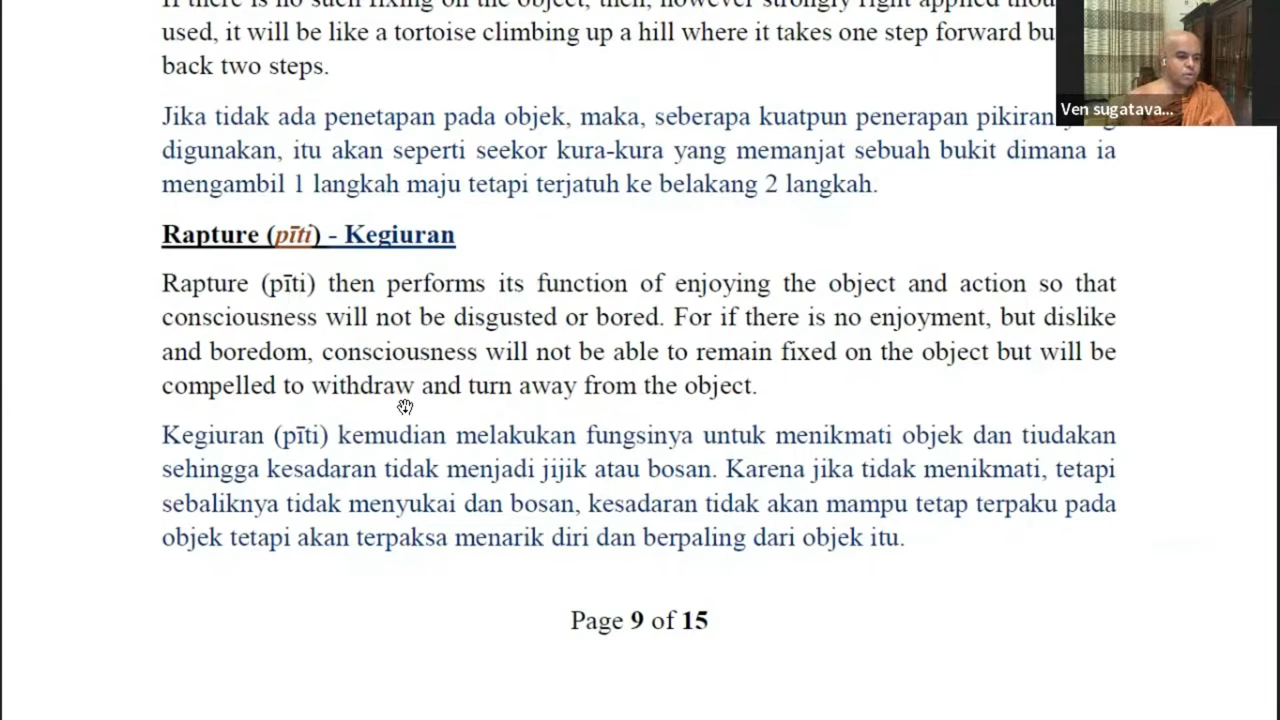 used, it will be like a tortoise climbing up a hill where it takes one step forward
back two steps.
Ven sugatava...
Jika tidak ada penetapan pada objek, maka, seberapa kuatpun penerapan pikiran
digunakan, itu akan seperti seekor kura-kura yang memanjat sebuah bukit dimana ia
mengambil 1 langkah maju tetapi terjatuh ke belakang 2 langkah.
Rapture (pīti) - Kegiuran
Rapture (pīti) then performs its function of enjoying the object and action so that
consciousness will not be disgusted or bored. For if there is no enjoyment, but dislike
and boredom, consciousness will not be able to remain fixed on the object but will be
compelled to withdraw and turn away from the object.
Kegiuran (pīti) kemudian melakukan fungsinya untuk menikmati objek dan tiudakan
sehingga kesadaran tidak menjadi jijik atau bosan. Karena jika tidak menikmati, tetapi
sebaliknya tidak menyukai dan bosan, kesadaran tidak akan mampu tetap terpaku pada
objek tetapi akan terpaksa menarik diri dan berpaling dari objek itu.
Page 9 of 15